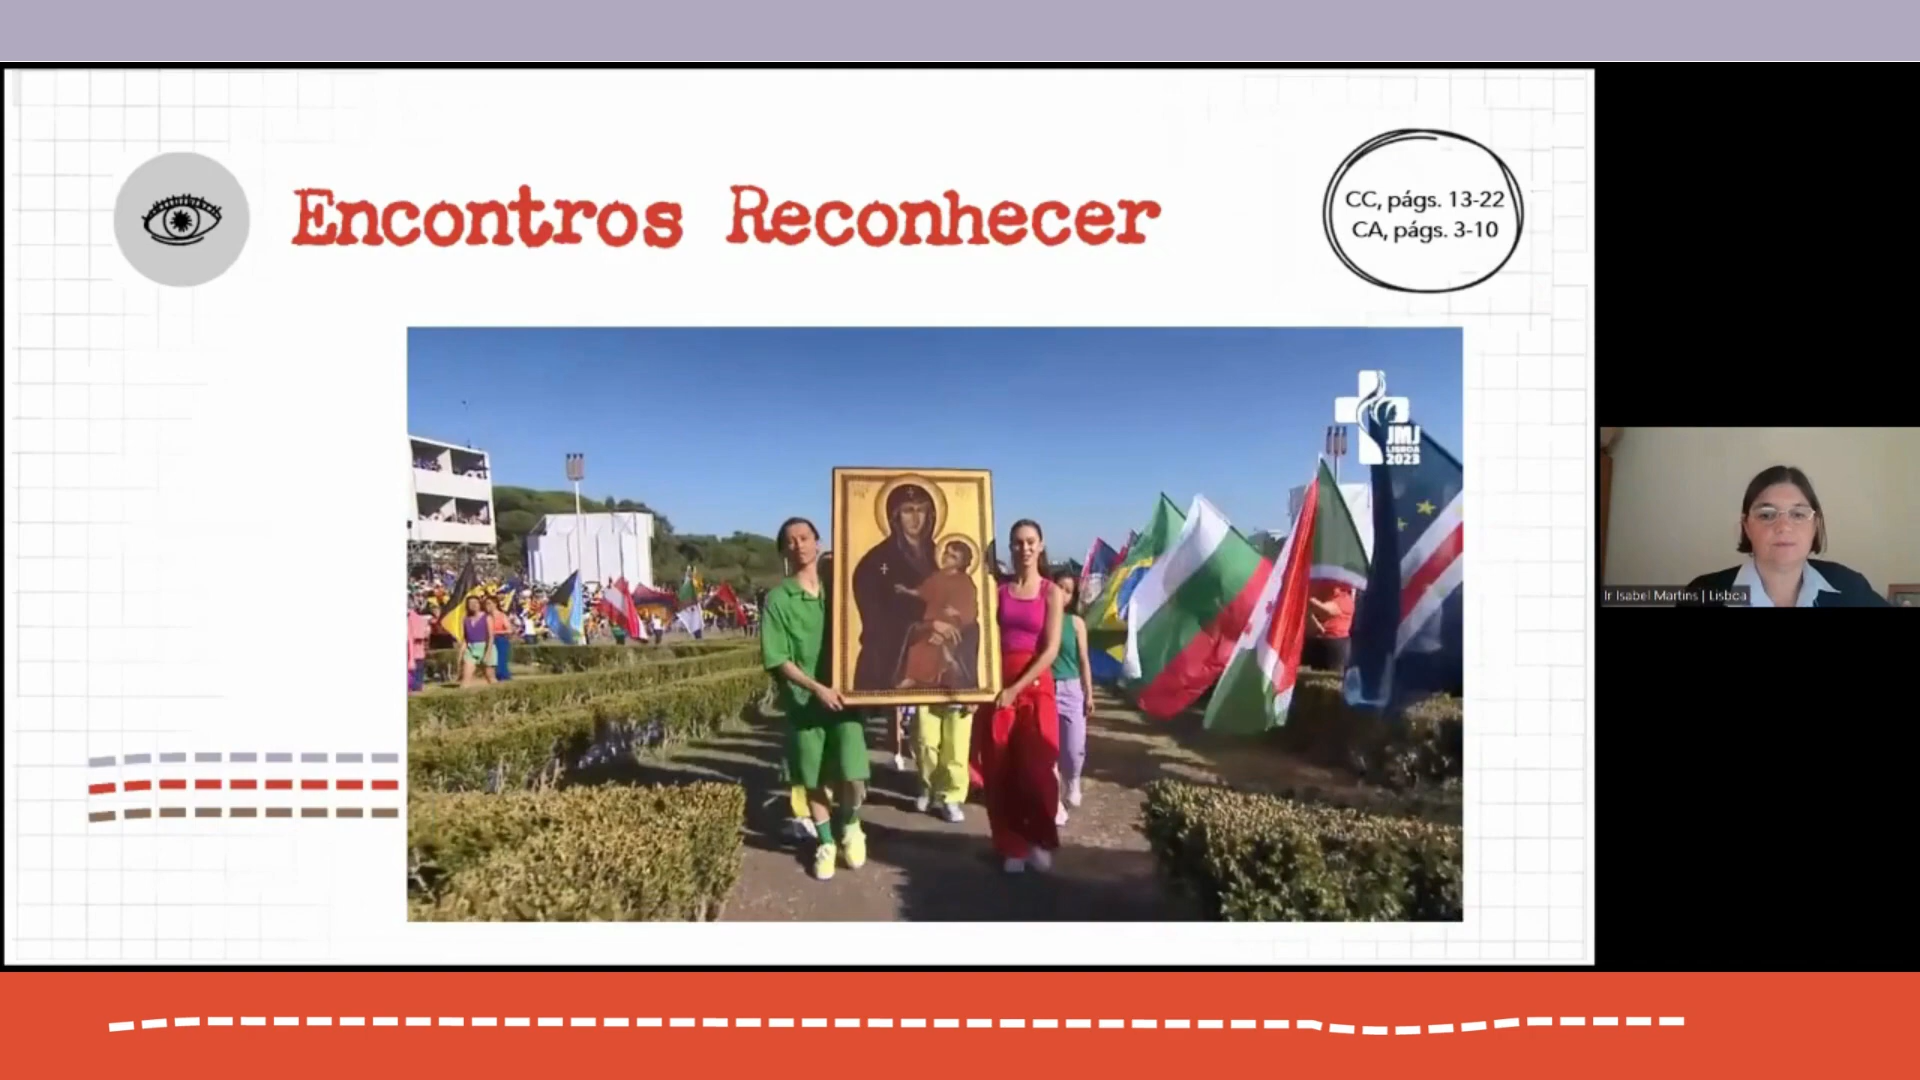 Encontros Reconhecer
CC, págs. 13-22
CA, págs. 3-10
JMJ
LISBOA
2023
Ir Isabel Martins | Lisboa